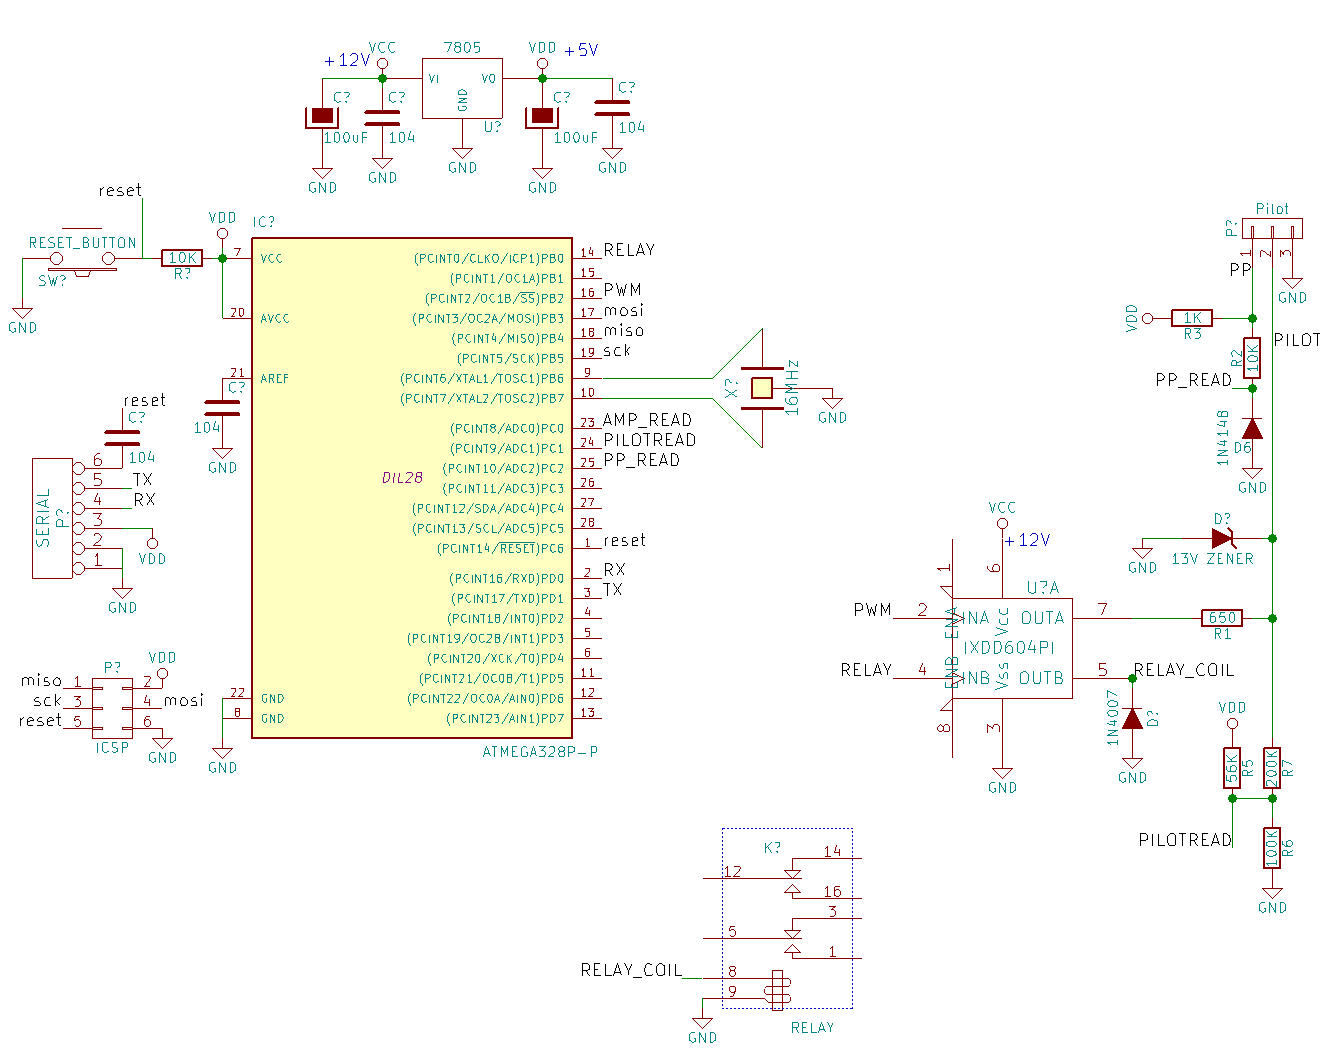 +12V VCC 7805 VDD +5V
VI VO
GND
C? C? C? C?
U?
100uF 104 100uF 104
GND GND GND GND GND
reset
RESET_BUTTON
SW?
10K
R?
VDD
GND
IC?
7 VCC
20 AVCC
21 AREF
22 GND
8 GND
C?
104
GND
GND
DIL28
(PCINT0/CLKO/ICP1)PB0 14 RELAY
(PCINT1/OC1A)PB1 15
(PCINT2/OC1B/SS)PB2 16 PWM
(PCINT3/OC2A/MOSI)PB3 17 mosi
(PCINT4/MISO)PB4 18 miso
(PCINT5/SCK)PB5 19 sck
(PCINT6/XTAL1/TOSC1)PB6 9
(PCINT7/XTAL2/TOSC2)PB7 10
(PCINT8/ADC0)PC0 23 AMP_READ
(PCINT9/ADC1)PC1 24 PILOTREAD
(PCINT10/ADC2)PC2 25 PP_READ
(PCINT11/ADC3)PC3 26
(PCINT12/SDA/ADC4)PC4 27
(PCINT13/SCL/ADC5)PC5 28
(PCINT14/RESET)PC6 1 reset
(PCINT16/RXD)PD0 2 RX
(PCINT17/TXD)PD1 3 TX
(PCINT18/INT0)PD2 4
(PCINT19/OC2B/INT1)PD3 5
(PCINT20/XCK/T0)PD4 6
(PCINT21/OC0B/T1)PD5 11
(PCINT22/OC0A/AIN0)PD6 12
(PCINT23/AIN1)PD7 13
ATMEGA328P-P
X?
16MHz
GND
reset
C?
104
SERIAL
P?
6
5 TX
4 RX
3
2
1
VDD
GND
P? VDD
miso 1 2
sck 3 4 mosi
reset 5 6
ICSP
GND
Pilot
P?
1 2 3
PP
GND
VDD
1K
R3
R2
10K
PILOT
PP_READ
1N4148
D6
GND
D?
GND
13V ZENER
VCC
+12V
1 6
U?A
PWM 2 INA OUTA 7
ENA
Vcc
IXDD604PI
RELAY 4 INB OUTB 5 RELAY_COIL
ENB
Vss
8 3
GND
650
R1
1N4007
D?
GND
VDD
56K
R5
200K
R7
PILOTREAD
100K
R6
GND
K?
14
12
16
3
5
1
RELAY_COIL 8
9
GND
RELAY